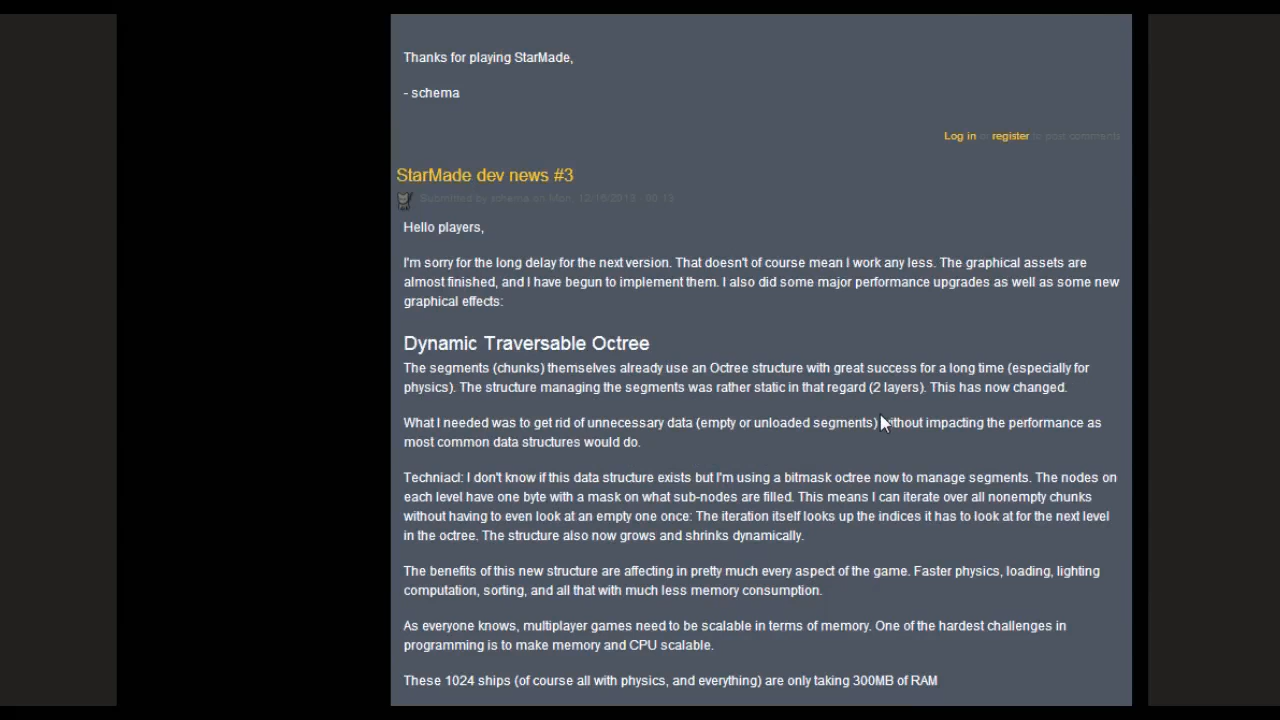 Thanks for playing StarMade,
- schema
Log in or register to post comments
StarMade dev news #3
Submitted by schema on Mon, 12/16/2013 - 00:13
Hello players,
I'm sorry for the long delay for the next version. That doesn't of course mean I work any less. The graphical assets are
almost finished, and I have begun to implement them. I also did some major performance upgrades as well as some new
graphical effects:
Dynamic Traversable Octree
The segments (chunks) themselves already use an Octree structure with great success for a long time (especially for
physics). The structure managing the segments was rather static in that regard (2 layers). This has now changed.
What I needed was to get rid of unnecessary data (empty or unloaded segments) without impacting the performance as
most common data structures would do.
Techniacl: I don't know if this data structure exists but I'm using a bitmask octree now to manage segments. The nodes on
each level have one byte with a mask on what sub-nodes are filled. This means I can iterate over all nonempty chunks
without having to even look at an empty one once: The iteration itself looks up the indices it has to look at for the next level
in the octree. The structure also now grows and shrinks dynamically.
The benefits of this new structure are affecting in pretty much every aspect of the game. Faster physics, loading, lighting
computation, sorting, and all that with much less memory consumption.
As everyone knows, multiplayer games need to be scalable in terms of memory. One of the hardest challenges in
programming is to make memory and CPU scalable.
These 1024 ships (of course all with physics, and everything) are only taking 300MB of RAM